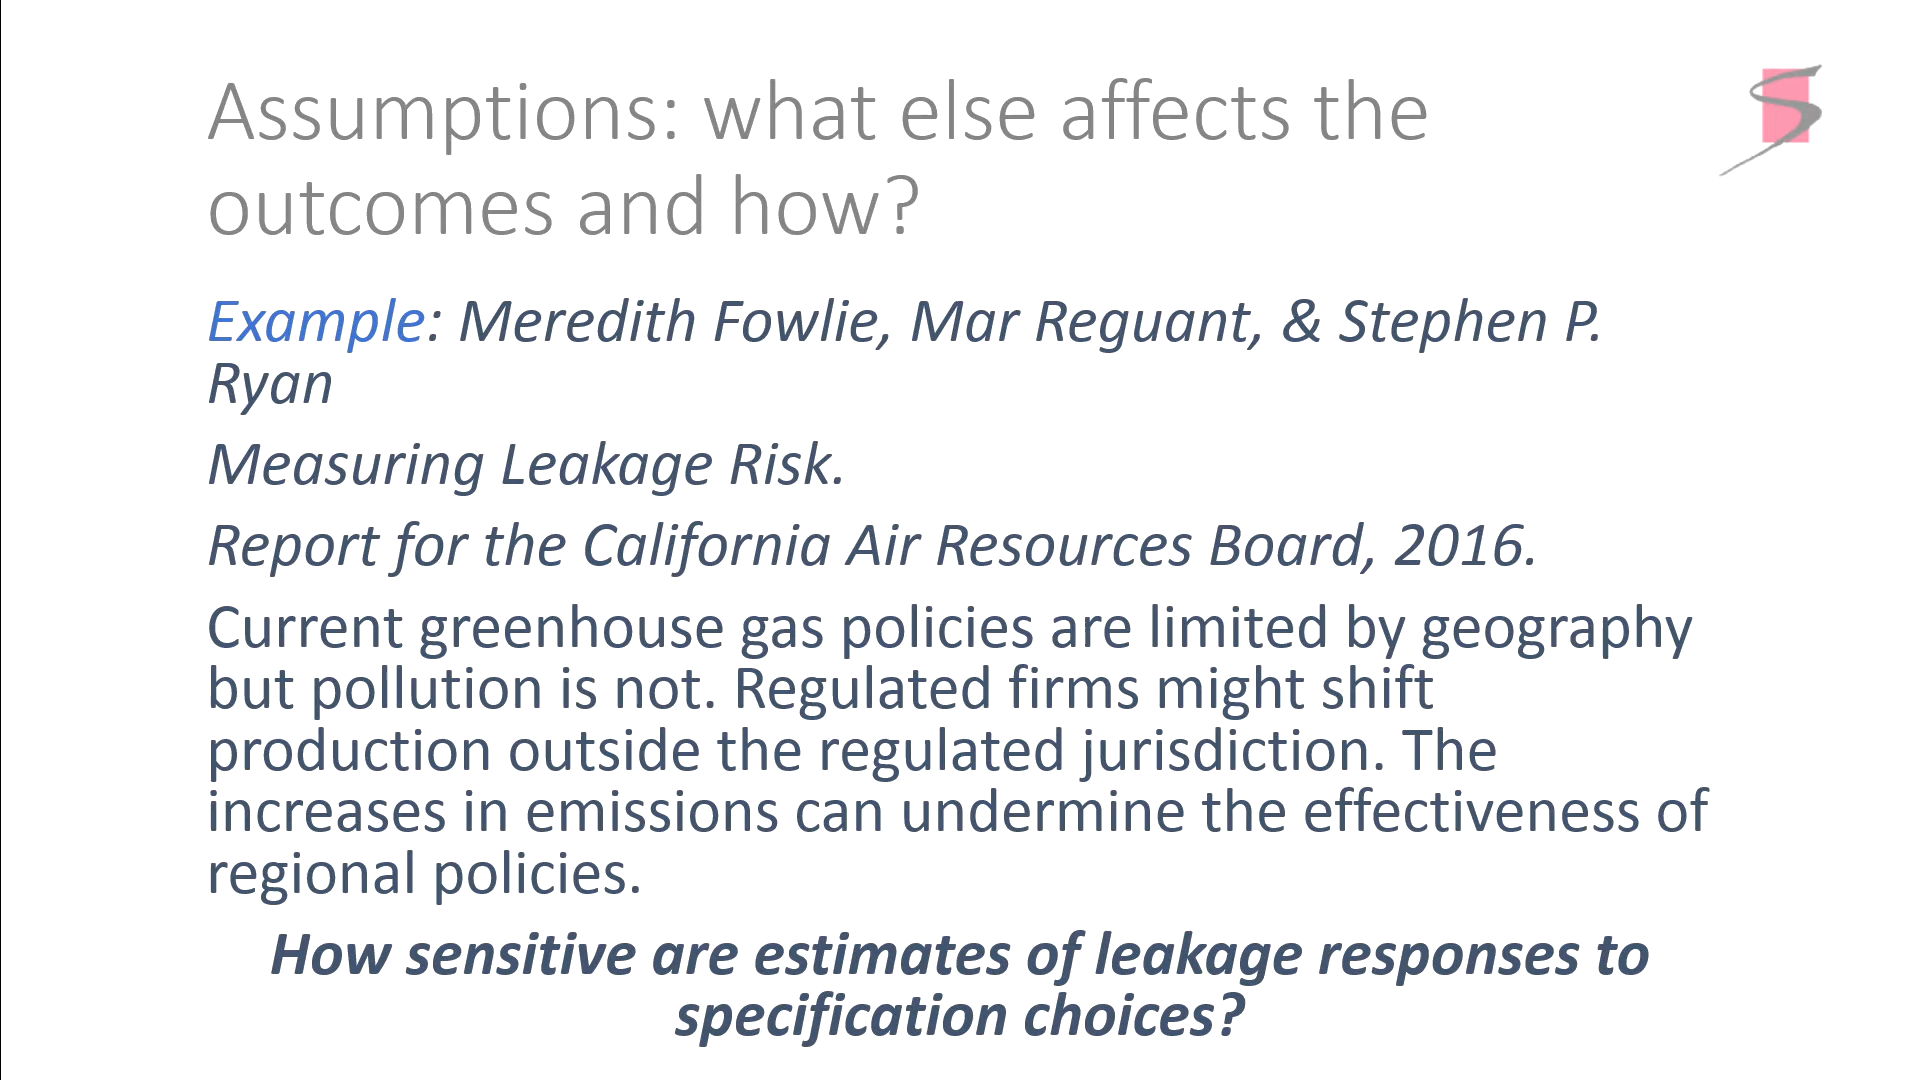 Assumptions: what else affects the
outcomes and how?
Example: Meredith Fowlie, Mar Reguant, & Stephen P.
Ryan
Measuring Leakage Risk.
Report for the California Air Resources Board, 2016.
Current greenhouse gas policies are limited by geography
but pollution is not. Regulated firms might shift
production outside the regulated jurisdiction. The
increases in emissions can undermine the effectiveness of
regional policies.
How sensitive are estimates of leakage responses to
specification choices?